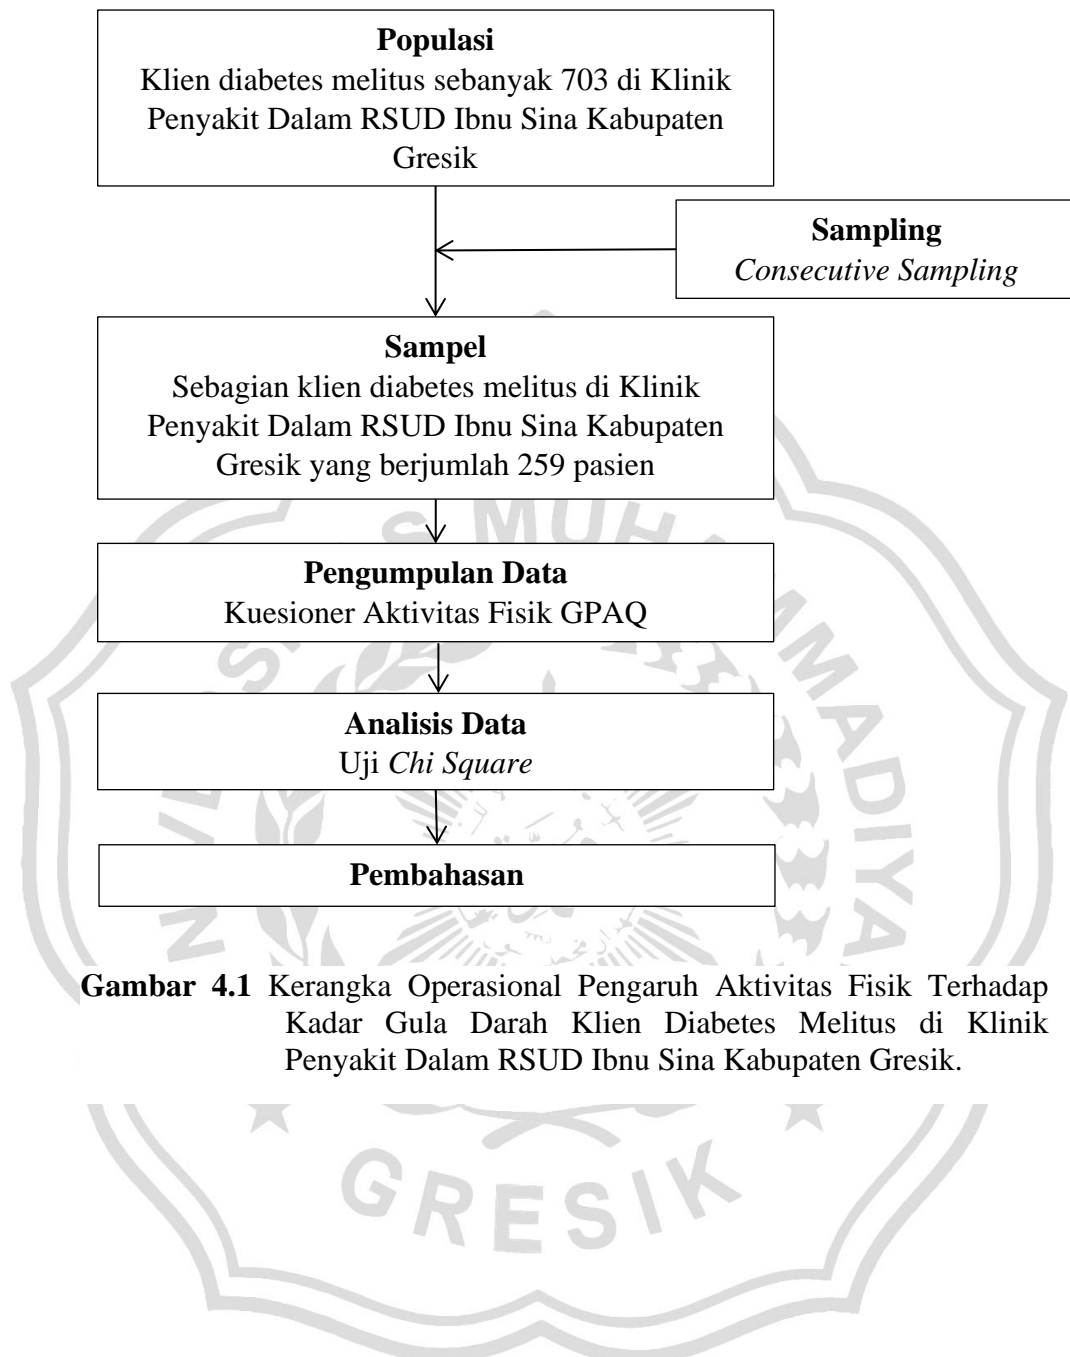 Populasi
Klien diabetes melitus sebanyak 703 di Klinik
Penyakit Dalam RSUD Ibnu Sina Kabupaten
Gresik
Sampling
Consecutive Sampling
Sampel
Sebagian klien diabetes melitus di Klinik
Penyakit Dalam RSUD Ibnu Sina Kabupaten
Gresik yang berjumlah 259 pasien
Pengumpulan Data
Kuesioner Aktivitas Fisik GPAQ
Analisis Data
Uji Chi Square
Pembahasan
Gambar 4.1 Kerangka Operasional Pengaruh Aktivitas Fisik Terhadap
Kadar Gula Darah Klien Diabetes Melitus di Klinik
Penyakit Dalam RSUD Ibnu Sina Kabupaten Gresik.
GRESIK